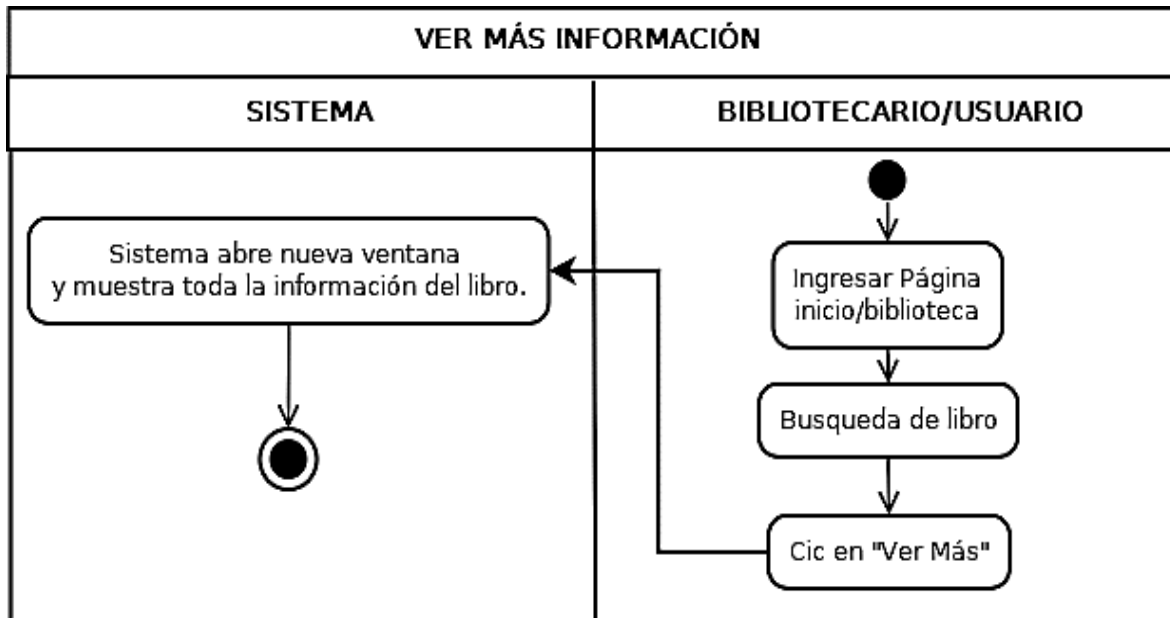 VER MÁS INFORMACIÓN
SISTEMA
BIBLIOTECARIO/USUARIO
Sistema abre nueva ventana
y muestra toda la información del libro.
Ingresar Página
inicio/biblioteca
Busqueda de libro
Cic en "Ver Más"